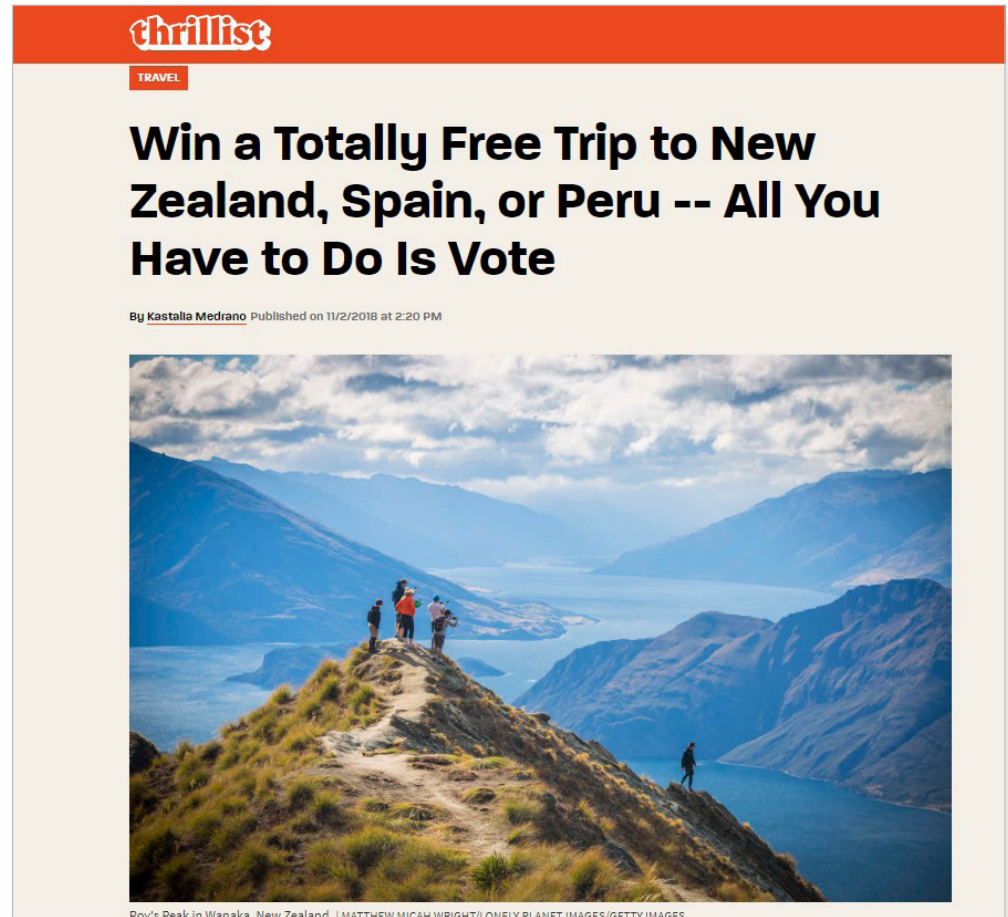 thrillist
TRAVEL
Win a Totally Free Trip to New
Zealand, Spain, or Peru -- All You
Have to Do Is Vote
By Kastalia Medrano Published on 11/2/2018 at 2:20 PM
Roy's Peak in Wanaka, New Zealand | MATTHEW MICAH WRIGHT/LONELY PLANET IMAGES/GETTY IMAGES